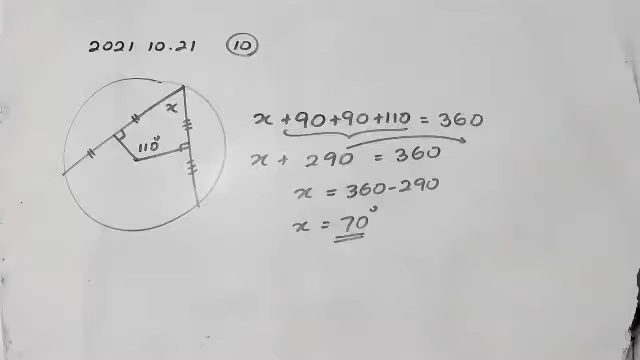 2021 10.21 10
x
110°
x +90+90+110 = 360
x + 290 = 360
x = 360-290
x = 70°